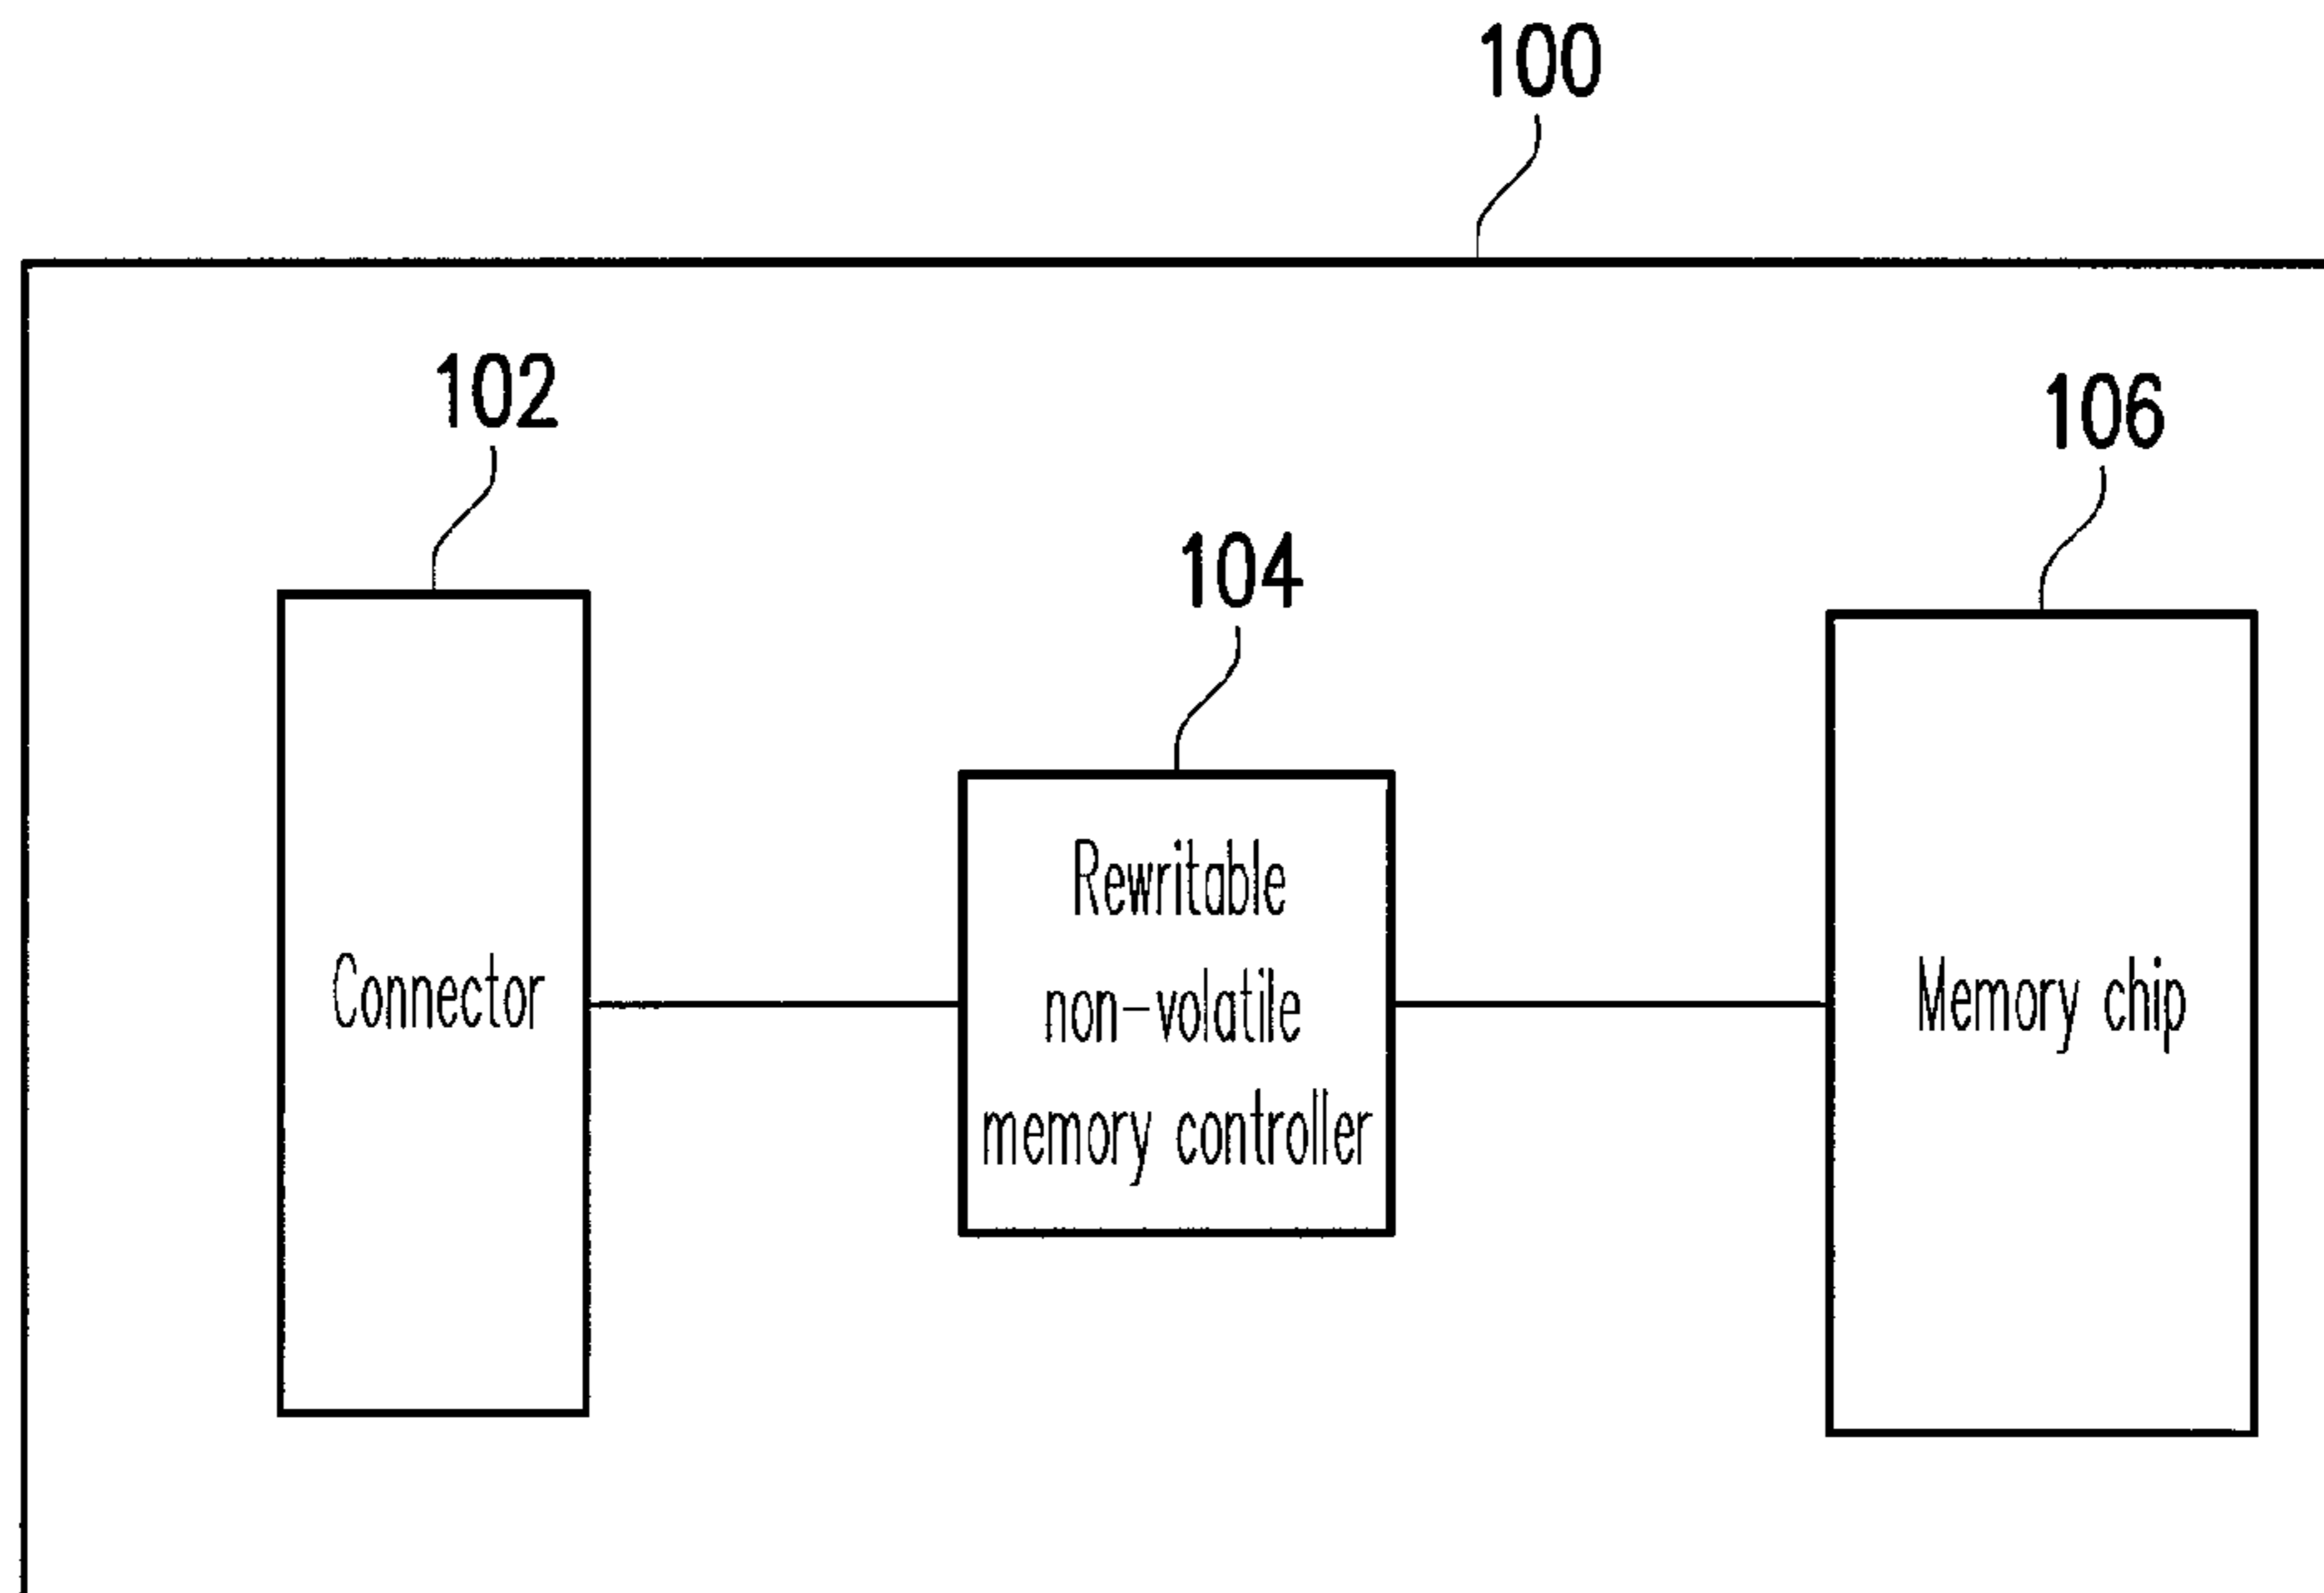 100
102
106
104
Connector
Rewritable
non-volatile
memory controller
Memory chip